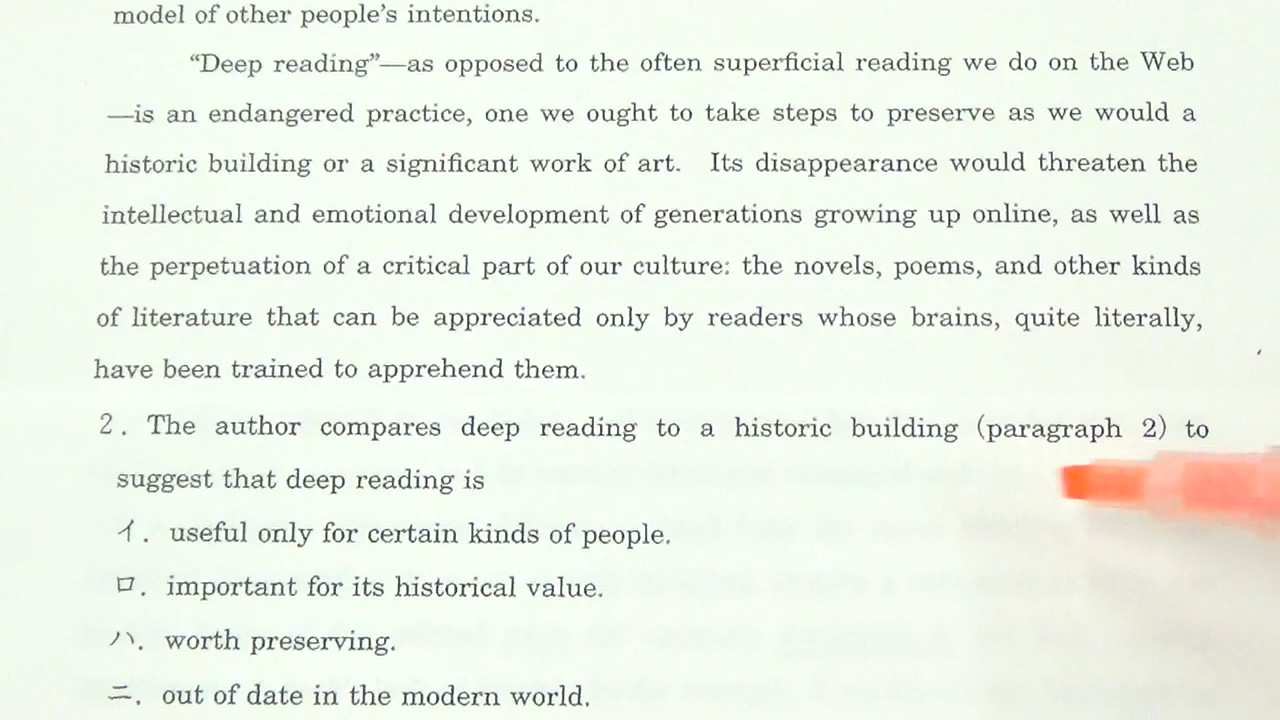 model of other people's intentions.
“Deep reading”—as opposed to the often superficial reading we do on the Web
—is an endangered practice, one we ought to take steps to preserve as we would a
historic building or a significant work of art. Its disappearance would threaten the
intellectual and emotional development of generations growing up online, as well as
the perpetuation of a critical part of our culture: the novels, poems, and other kinds
of literature that can be appreciated only by readers whose brains, quite literally,
have been trained to apprehend them.
2. The author compares deep reading to a historic building (paragraph 2) to
suggest that deep reading is
イ. useful only for certain kinds of people.
ロ. important for its historical value.
ハ. worth preserving.
ニ. out of date in the modern world.